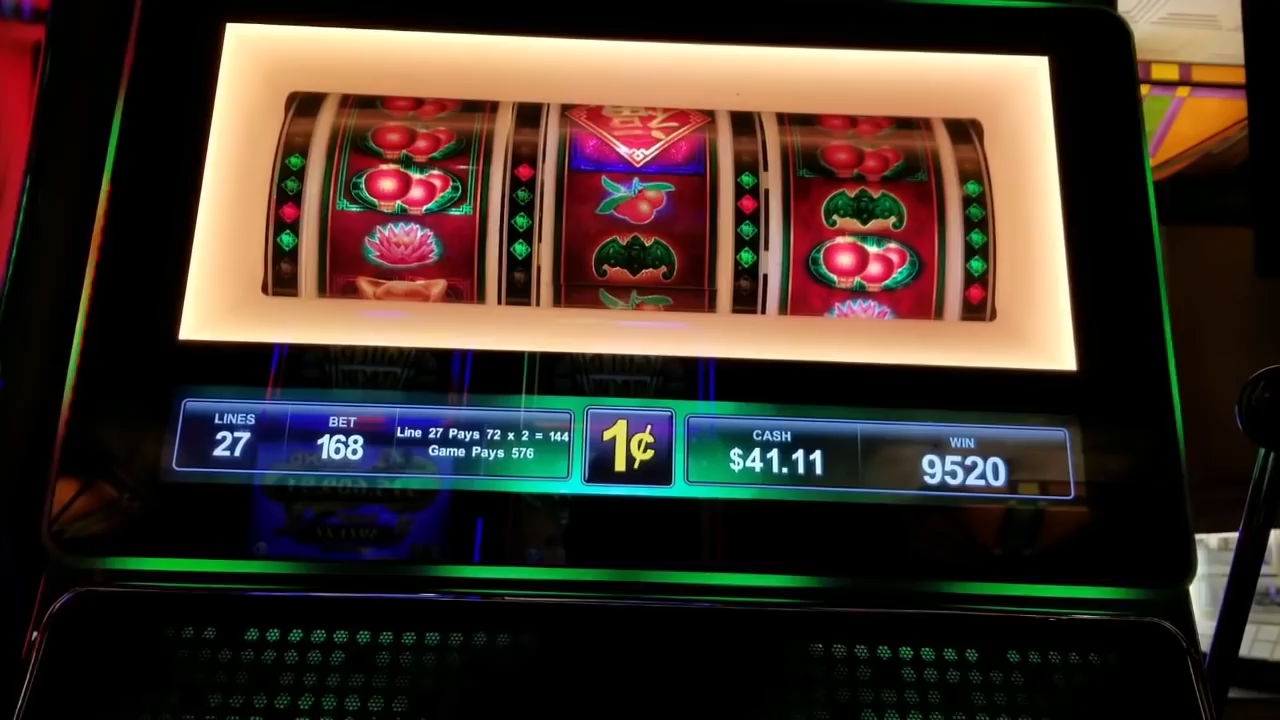 LINES
27
BET
168
Line 27 Pays 72 x 2 = 144
Game Pays 576
1¢
CASH
$41.11
WIN
9520